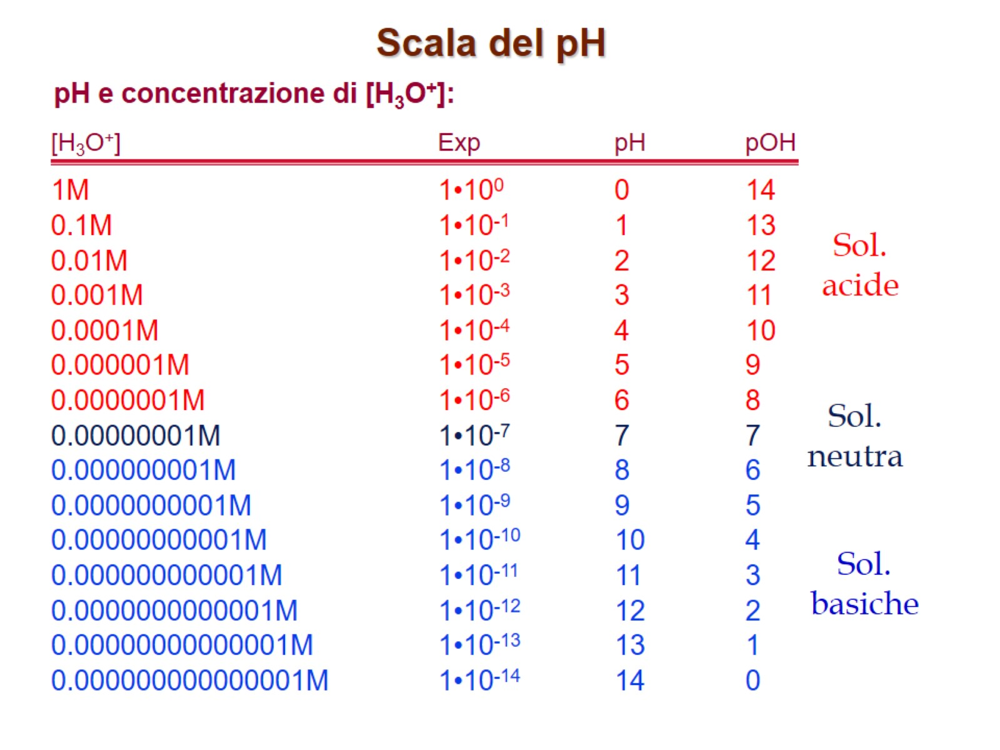 Scala del pH
pH e concentrazione di [H₃O⁺]:
[H₃O⁺] Exp pH pOH
1M 1•10⁰ 0 14
0.1M 1•10⁻¹ 1 13
0.01M 1•10⁻² 2 12
Sol.
0.001M 1•10⁻³ 3 11
acide
0.0001M 1•10⁻⁴ 4 10
0.000001M 1•10⁻⁵ 5 9
0.0000001M 1•10⁻⁶ 6 8
Sol.
0.00000001M 1•10⁻⁷ 7 7
neutra
0.000000001M 1•10⁻⁸ 8 6
0.0000000001M 1•10⁻⁹ 9 5
0.00000000001M 1•10⁻¹⁰ 10 4
0.000000000001M 1•10⁻¹¹ 11 3
Sol.
basiche
0.0000000000001M 1•10⁻¹² 12 2
0.00000000000001M 1•10⁻¹³ 13 1
0.000000000000001M 1•10⁻¹⁴ 14 0